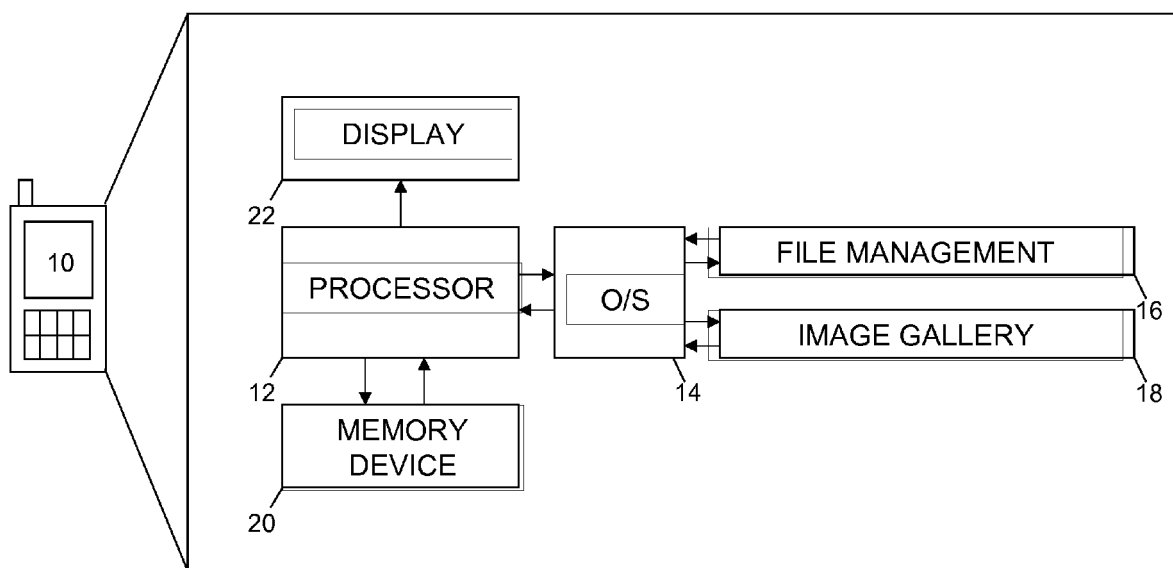 DISPLAY
22
10
PROCESSOR
O/S
FILE MANAGEMENT
16
IMAGE GALLERY
12
14
18
MEMORY
DEVICE
20